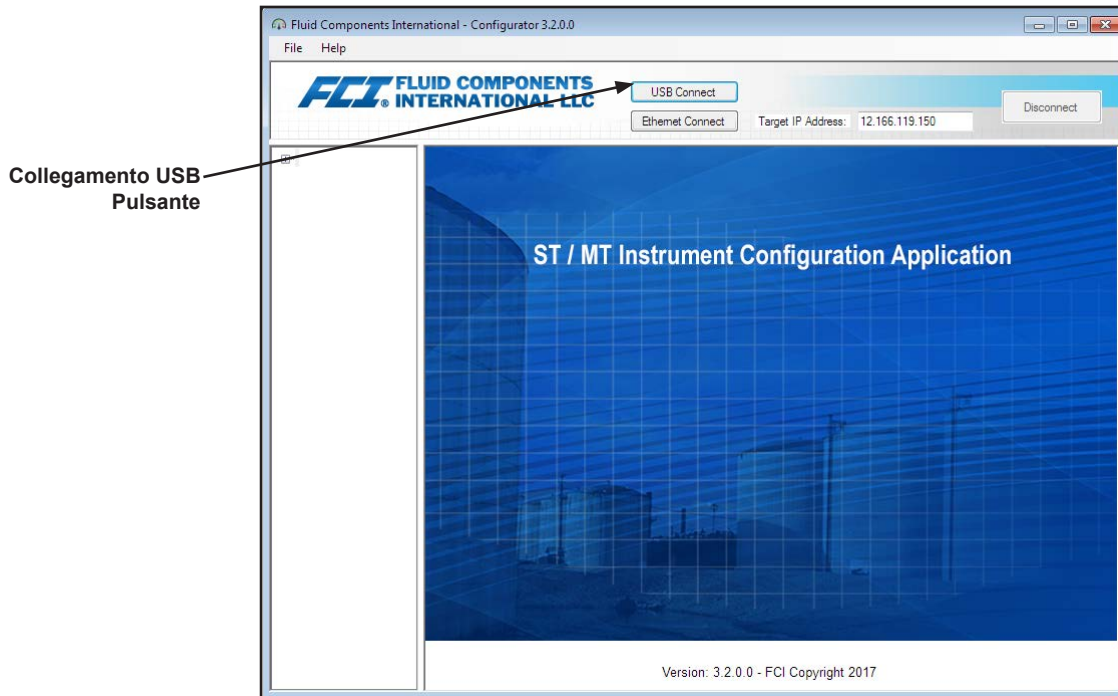 Fluid Components International - Configurator 3.2.0.0
File Help
FCI® FLUID COMPONENTS
INTERNATIONAL LLC
USB Connect
Ethernet Connect
Target IP Address: 12.166.119.150
Disconnect
Collegamento USB
Pulsante
ST / MT Instrument Configuration Application
Version: 3.2.0.0 - FCI Copyright 2017